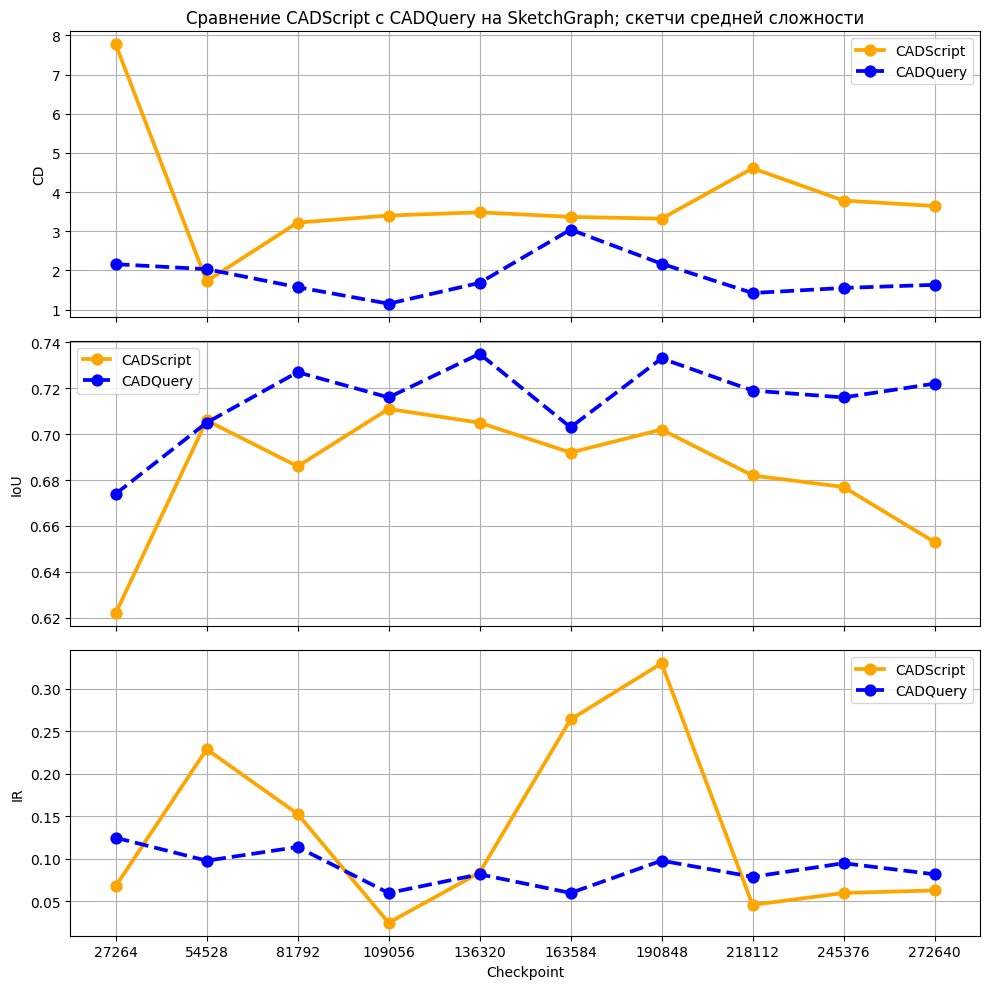 Сравнение CADScript с CADQuery на SketchGraph; скетчи средней сложности
8
7
6
5
4
3
2
1
CD
CADScript
CADQuery
0.74
0.72
0.70
0.68
0.66
0.64
0.62
IoU
CADScript
CADQuery
0.30
0.25
0.20
0.15
0.10
0.05
IR
CADScript
CADQuery
27264 54528 81792 109056 136320 163584 190848 218112 245376 272640
Checkpoint